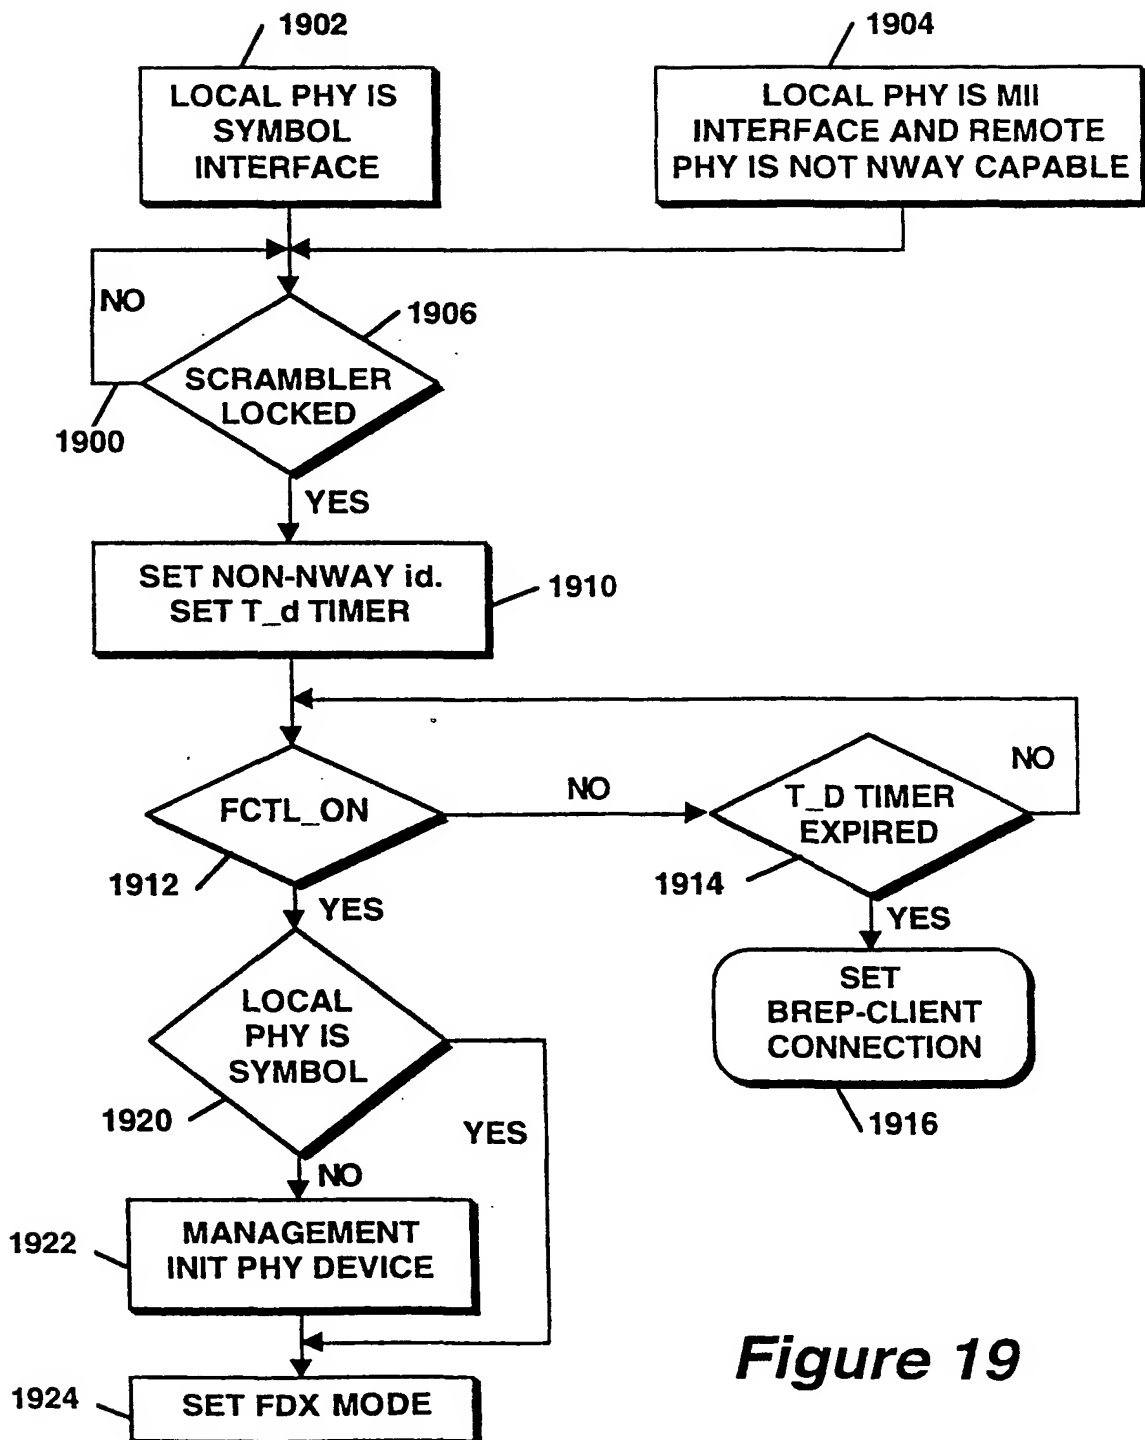 1902
1904
LOCAL PHY IS
SYMBOL
INTERFACE
LOCAL PHY IS MII
INTERFACE AND REMOTE
PHY IS NOT NWAY CAPABLE
NO
1906
SCRAMBLER
LOCKED
1900
YES
SET NON-NWAY id.
SET T_d TIMER
1910
FCTL_ON
NO
T_D TIMER
EXPIRED
NO
1912
1914
YES
YES
LOCAL
PHY IS
SYMBOL
SET
BREP-CLIENT
CONNECTION
1920
YES
1916
NO
1922
MANAGEMENT
INIT PHY DEVICE
1924
SET FDX MODE
Figure 19